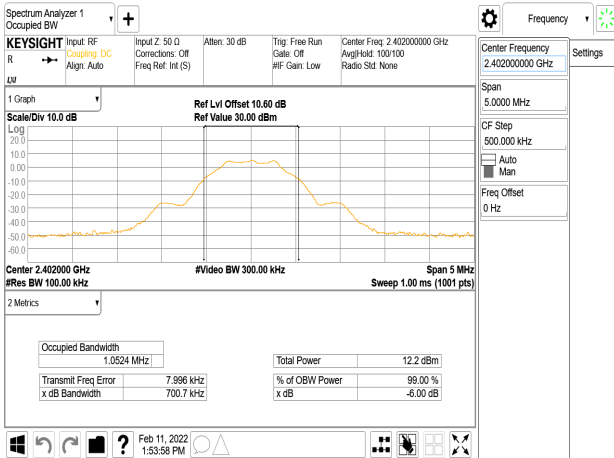 Spectrum Analyzer 1
Occupied BW
+
Frequency
KEYSIGHT
R
LNI
Input: RF
Coupling: DC
Align: Auto
Input Z: 50 Ω
Corrections: Off
Freq Ref: Int (S)
Atten: 30 dB
Trig: Free Run
Gate: Off
#IF Gain: Low
Center Freq: 2.402000000 GHz
Avg|Hold: 100/100
Radio Std: None
Center Frequency
2.402000000 GHz
Settings
Span
5.0000 MHz
CF Step
500.000 kHz
Auto
Man
Freq Offset
0 Hz
1 Graph
Scale/Div 10.0 dB
Ref Lvl Offset 10.60 dB
Ref Value 30.00 dBm
Log
20.0
10.0
0.00
-10.0
-20.0
-30.0
-40.0
-50.0
-60.0
Center 2.402000 GHz
#Video BW 300.00 kHz
Span 5 MHz
#Res BW 100.00 kHz
Sweep 1.00 ms (1001 pts)
2 Metrics
Occupied Bandwidth
1.0524 MHz
Total Power 12.2 dBm
Transmit Freq Error 7.996 kHz
% of OBW Power 99.00 %
x dB Bandwidth 700.7 kHz
x dB -6.00 dB
?
Feb 11, 2022
1:53:58 PM